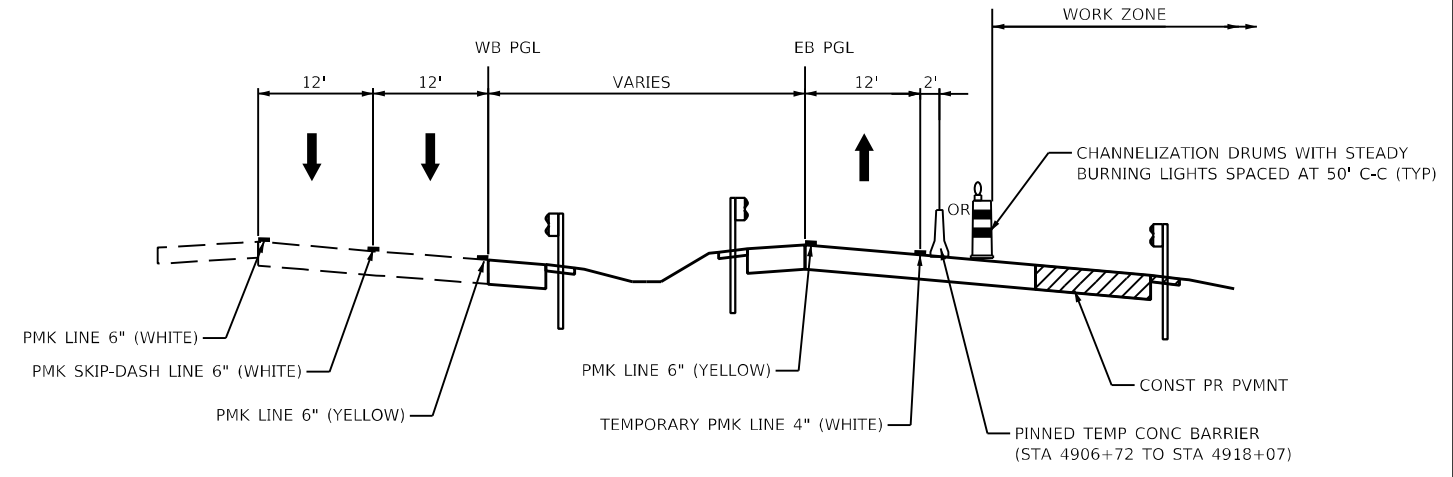 WORK ZONE
WB PGL
EB PGL
12'
12'
VARIES
12'
2'
CHANNELIZATION DRUMS WITH STEADY
BURNING LIGHTS SPACED AT 50' C-C (TYP)
OR
PMK LINE 6" (WHITE)
PMK SKIP-DASH LINE 6" (WHITE)
PMK LINE 6" (YELLOW)
PMK LINE 6" (YELLOW)
TEMPORARY PMK LINE 4" (WHITE)
CONST PR PVMNT
PINNED TEMP CONC BARRIER
(STA 4906+72 TO STA 4918+07)